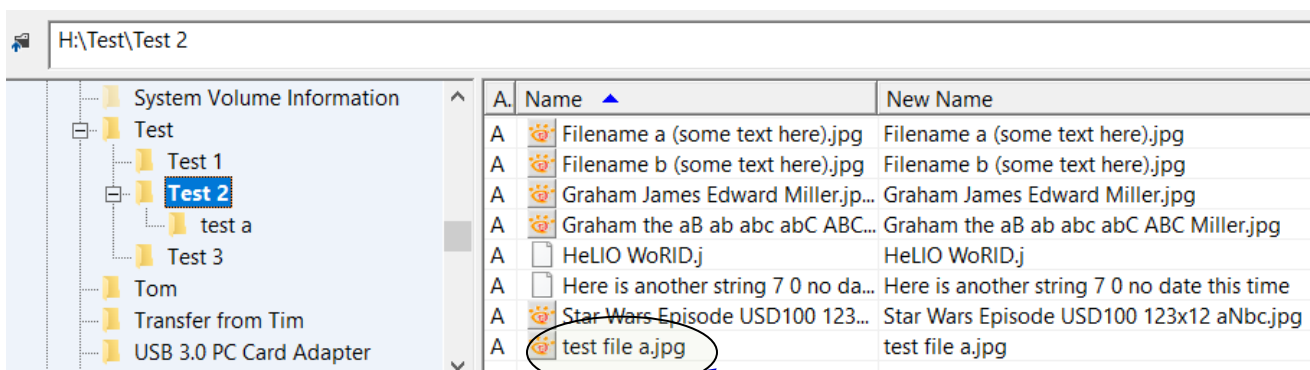 H:\Test\Test 2
System Volume Information
Test
Test 1
Test 2
test a
Test 3
Tom
Transfer from Tim
USB 3.0 PC Card Adapter
A. Name New Name
A Filename a (some text here).jpg Filename a (some text here).jpg
A Filename b (some text here).jpg Filename b (some text here).jpg
A Graham James Edward Miller.jp... Graham James Edward Miller.jpg
A Graham the aB ab abc abC ABC... Graham the aB ab abc abC ABC Miller.jpg
A HeLlO WoRlD.j HeLlO WoRlD.j
A Here is another string 7 0 no da... Here is another string 7 0 no date this time
A Star Wars Episode USD100 123... Star Wars Episode USD100 123x12 aNbc.jpg
A test file a.jpg test file a.jpg